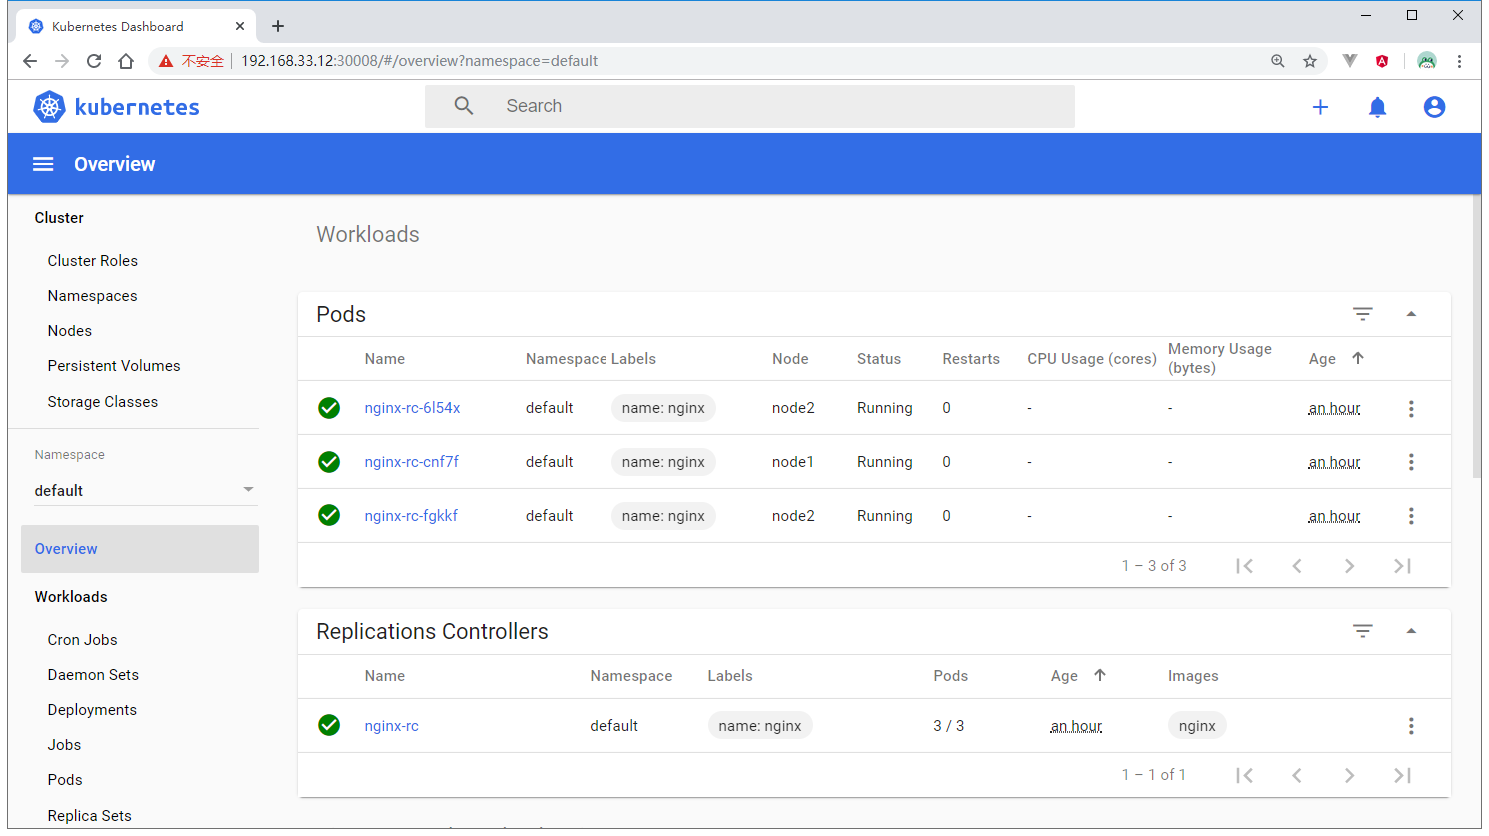 Kubernetes Dashboard
不安全 192.168.33.12:30008/#/overview?namespace=default
kubernetes
Search
Overview
Cluster
Cluster Roles
Namespaces
Nodes
Persistent Volumes
Storage Classes
Namespace
default
Overview
Workloads
Cron Jobs
Daemon Sets
Deployments
Jobs
Pods
Replica Sets
Workloads
Pods
Name Namespace Labels Node Status Restarts CPU Usage (cores) Memory Usage (bytes) Age
nginx-rc-6l54x default name: nginx node2 Running 0 - - an hour
nginx-rc-cnf7f default name: nginx node1 Running 0 - - an hour
nginx-rc-fgkkf default name: nginx node2 Running 0 - - an hour
1 – 3 of 3
Replications Controllers
Name Namespace Labels Pods Age Images
nginx-rc default name: nginx 3 / 3 an hour nginx
1 – 1 of 1